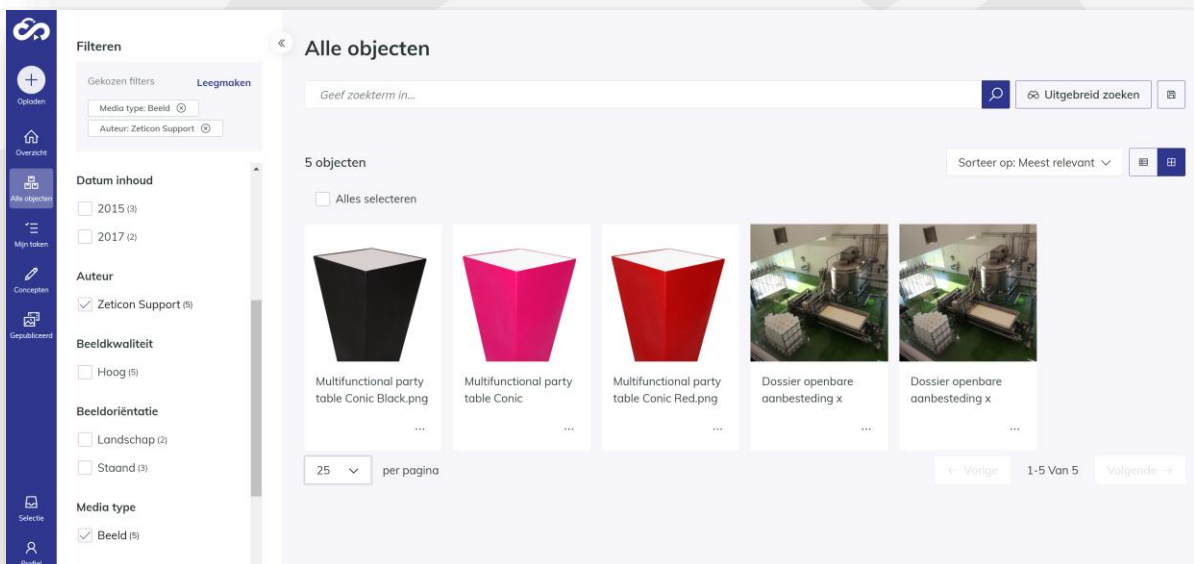 Opladen
Overzicht
Alle objecten
Mijn taken
Concepten
Gepubliceerd
Selectie
Profiel
Filteren
Gekozen filters Leegmaken
Media type: Beeld
Auteur: Zeticon Support
Datum inhoud
2015 (3)
2017 (2)
Auteur
Zeticon Support (5)
Beeldkwaliteit
Hoog (5)
Beeldoriëntatie
Landschap (2)
Staand (3)
Media type
Beeld (5)
Alle objecten
Geef zoekterm in...
Uitgebreid zoeken
5 objecten
Sorteer op: Meest relevant
Alles selecteren
Multifunctional party
table Conic Black.png
Multifunctional party
table Conic
Multifunctional party
table Conic Red.png
Dossier openbare
aanbesteding x
Dossier openbare
aanbesteding x
25 per pagina
← Vorige 1-5 Van 5 Volgende →